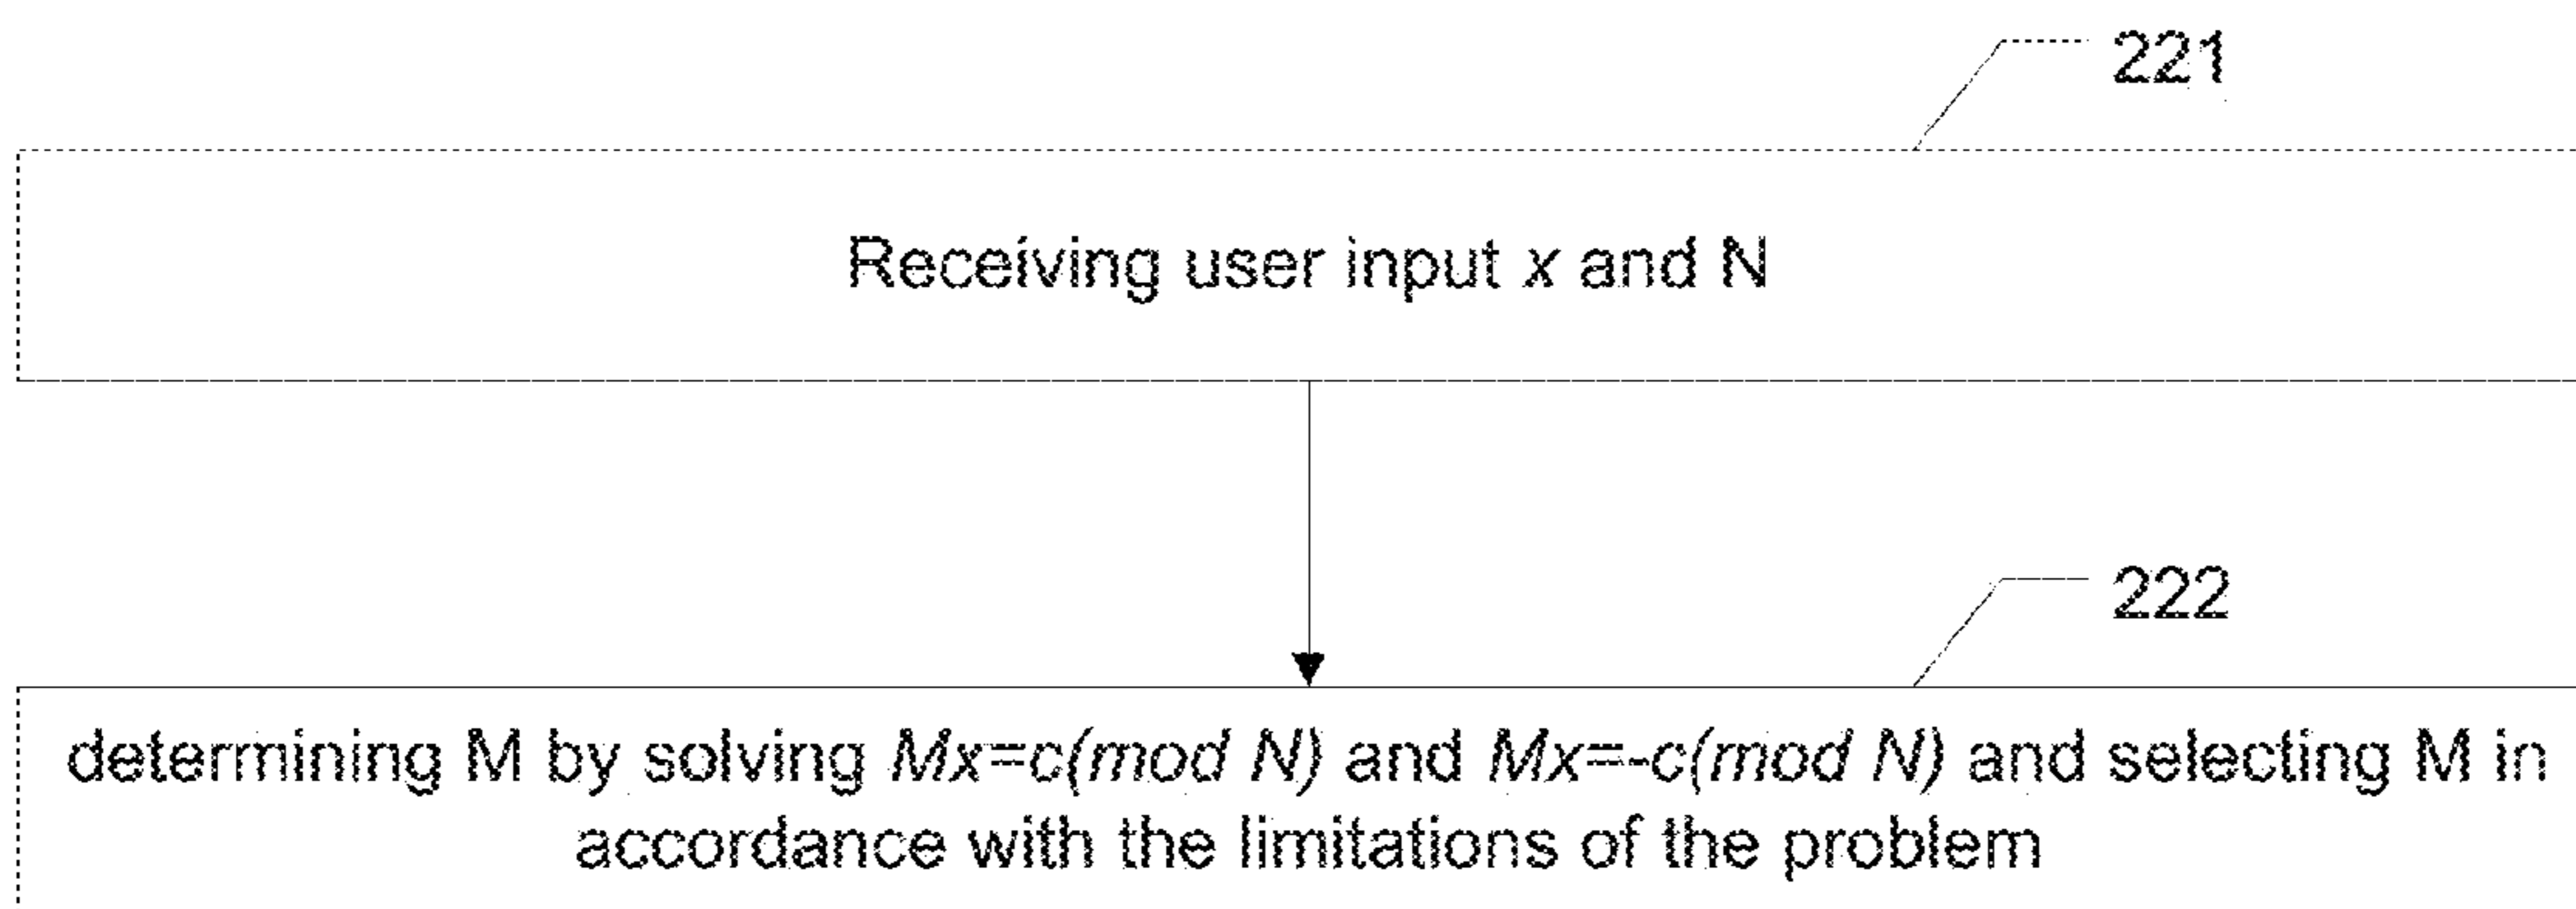 221
Receiving user input x and N
222
determining M by solving Mx=c(mod N) and Mx=-c(mod N) and selecting M in
accordance with the limitations of the problem